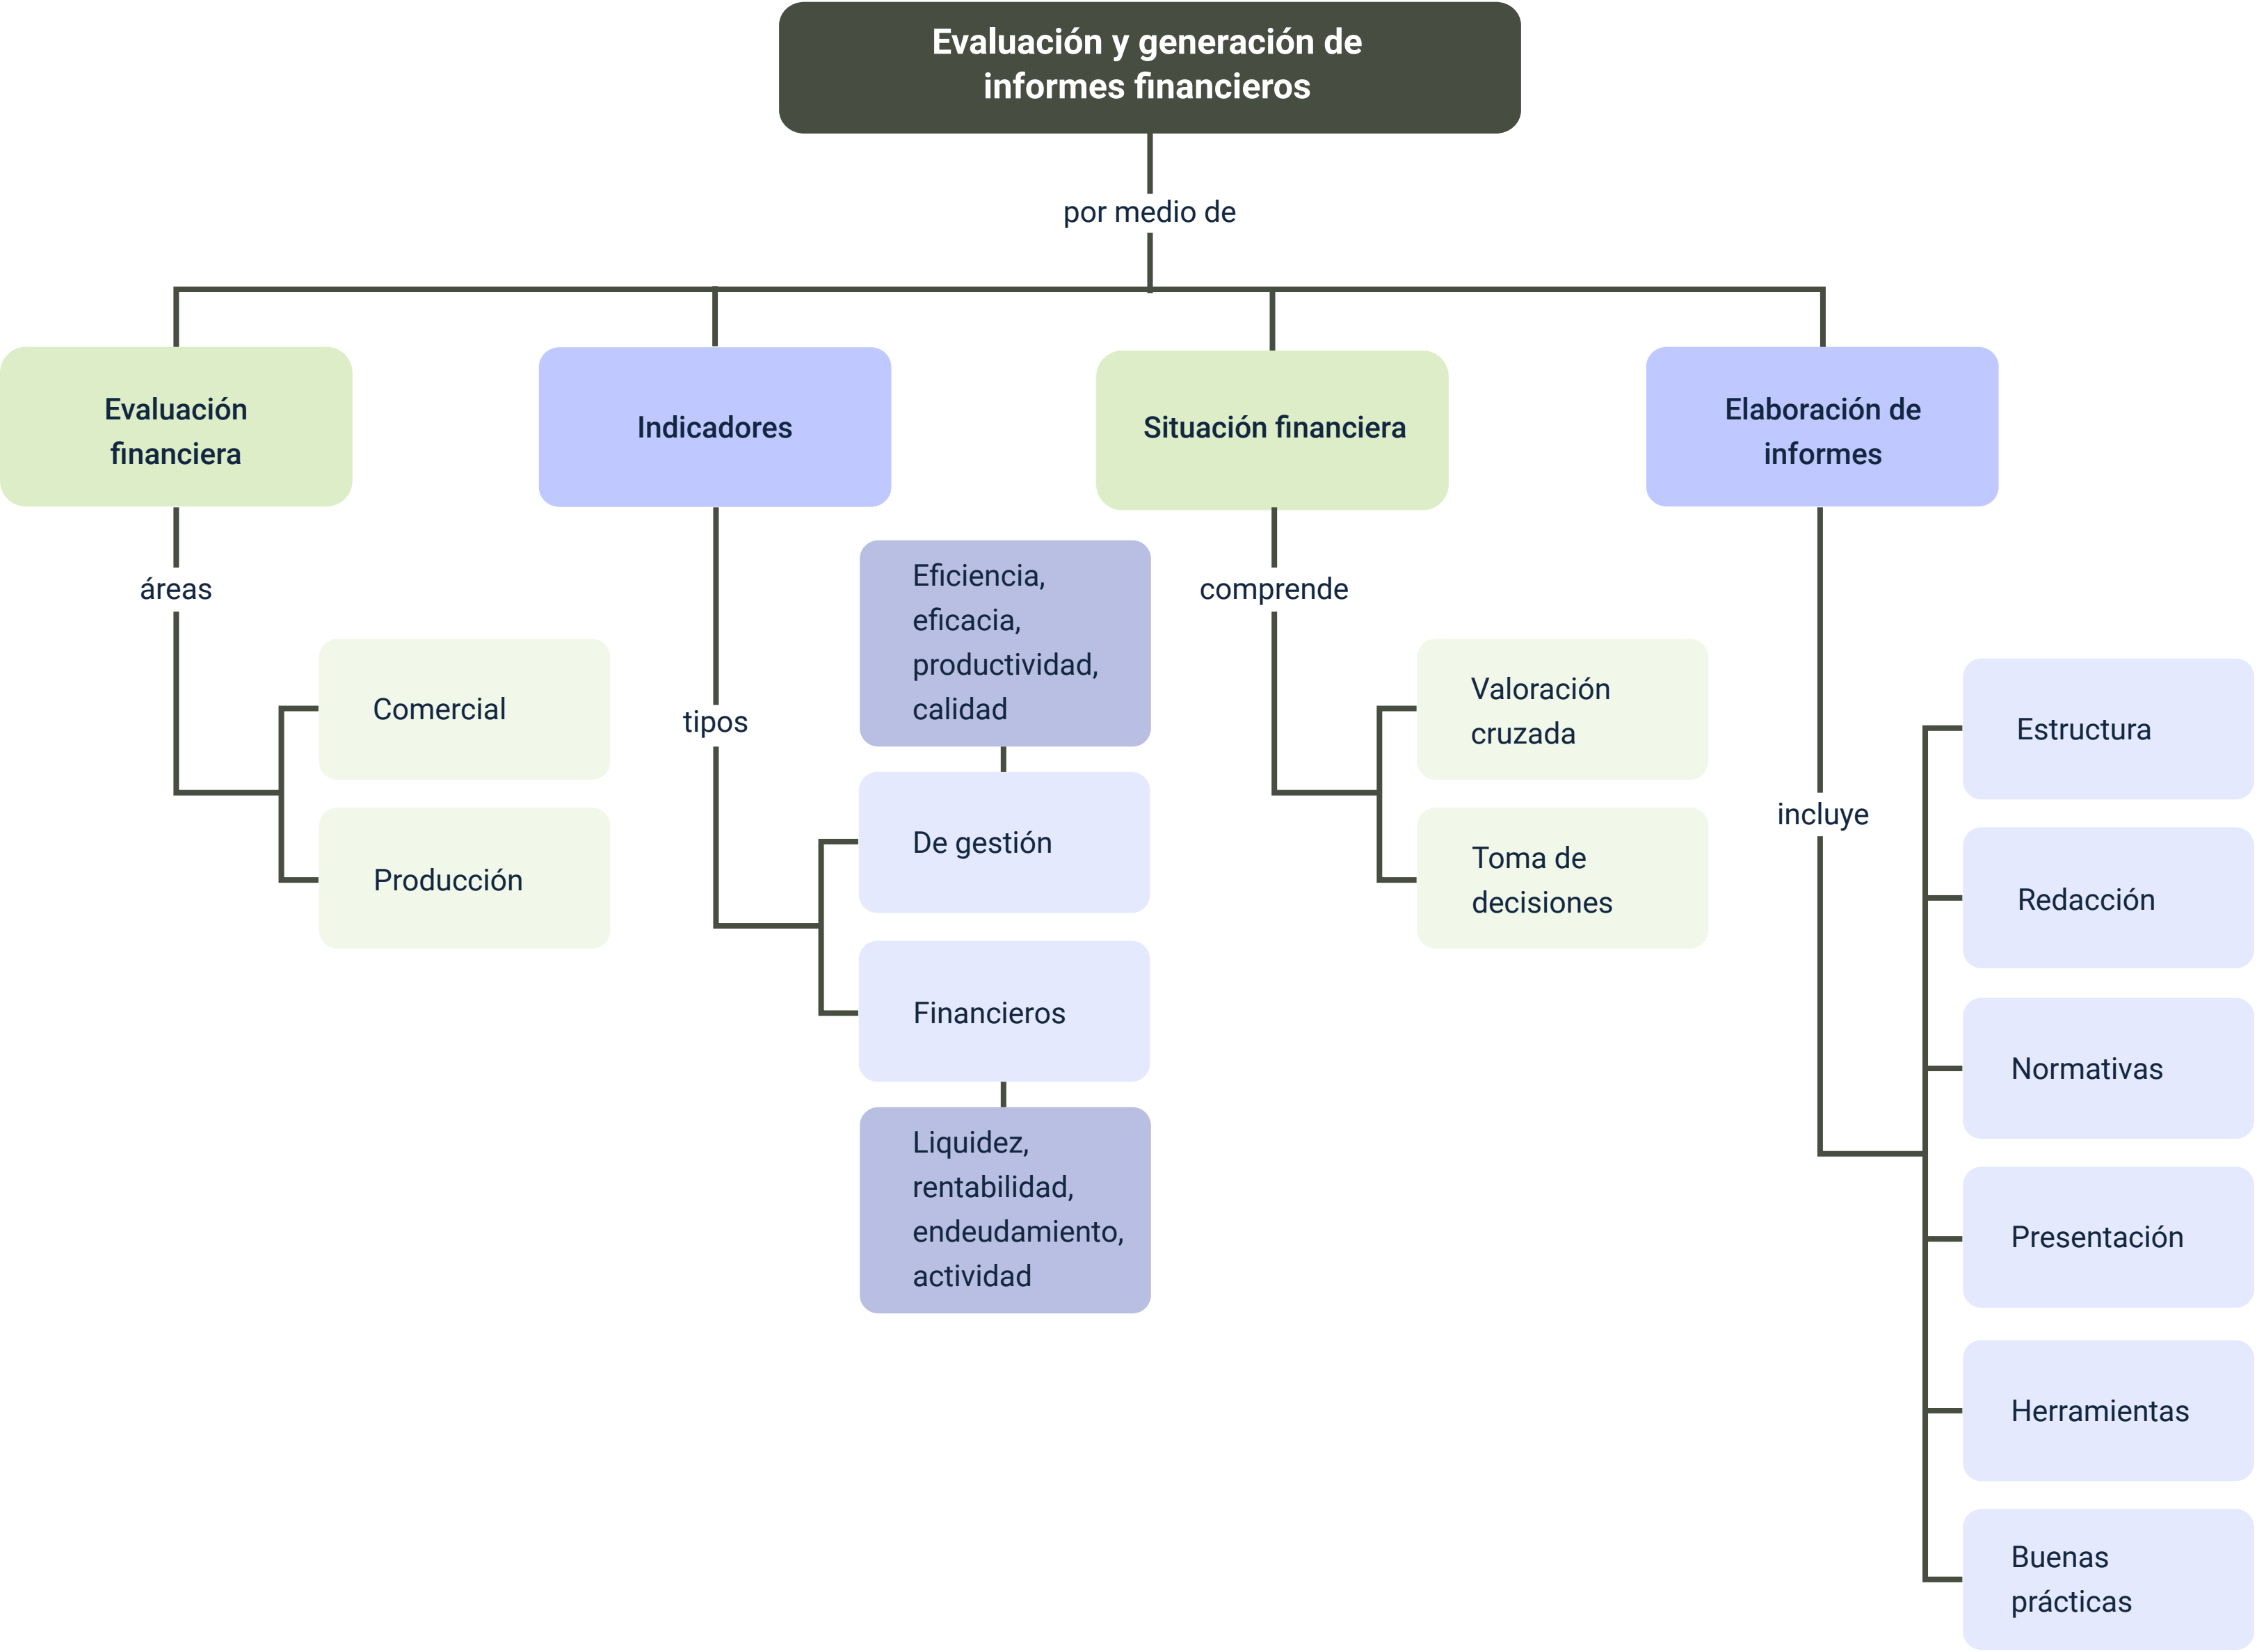 Evaluación y generación de
informes financieros
por medio de
Evaluación
financiera
áreas
Comercial
Producción
Indicadores
tipos
Eficiencia,
eficacia,
productividad,
calidad
De gestión
Financieros
Liquidez,
rentabilidad,
endeudamiento,
actividad
Situación financiera
comprende
Valoración
cruzada
Toma de
decisiones
Elaboración de
informes
incluye
Estructura
Redacción
Normativas
Presentación
Herramientas
Buenas
prácticas